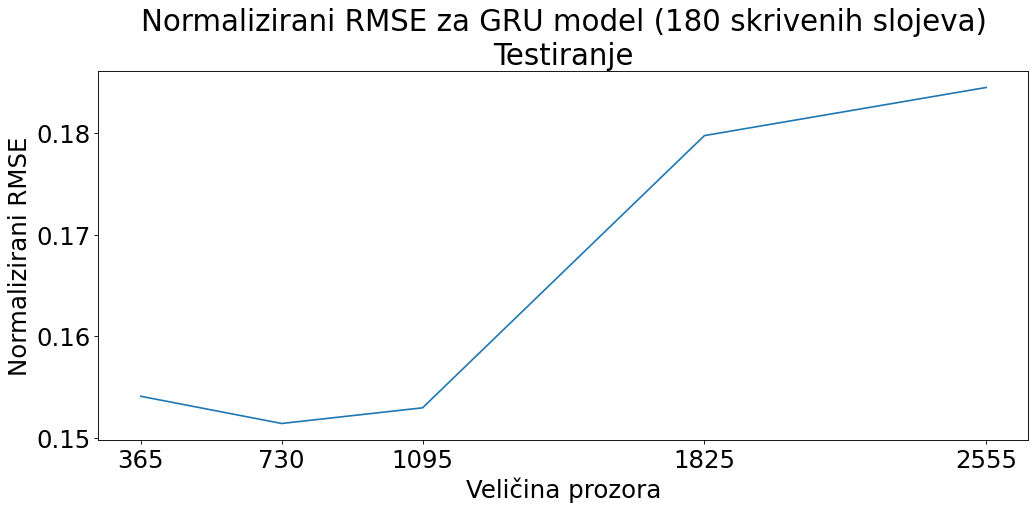 Normalizirani RMSE za GRU model (180 skrivenih slojeva)
Testiranje
Normalizirani RMSE
0.18
0.17
0.16
0.15
365 730 1095 1825 2555
Veličina prozora